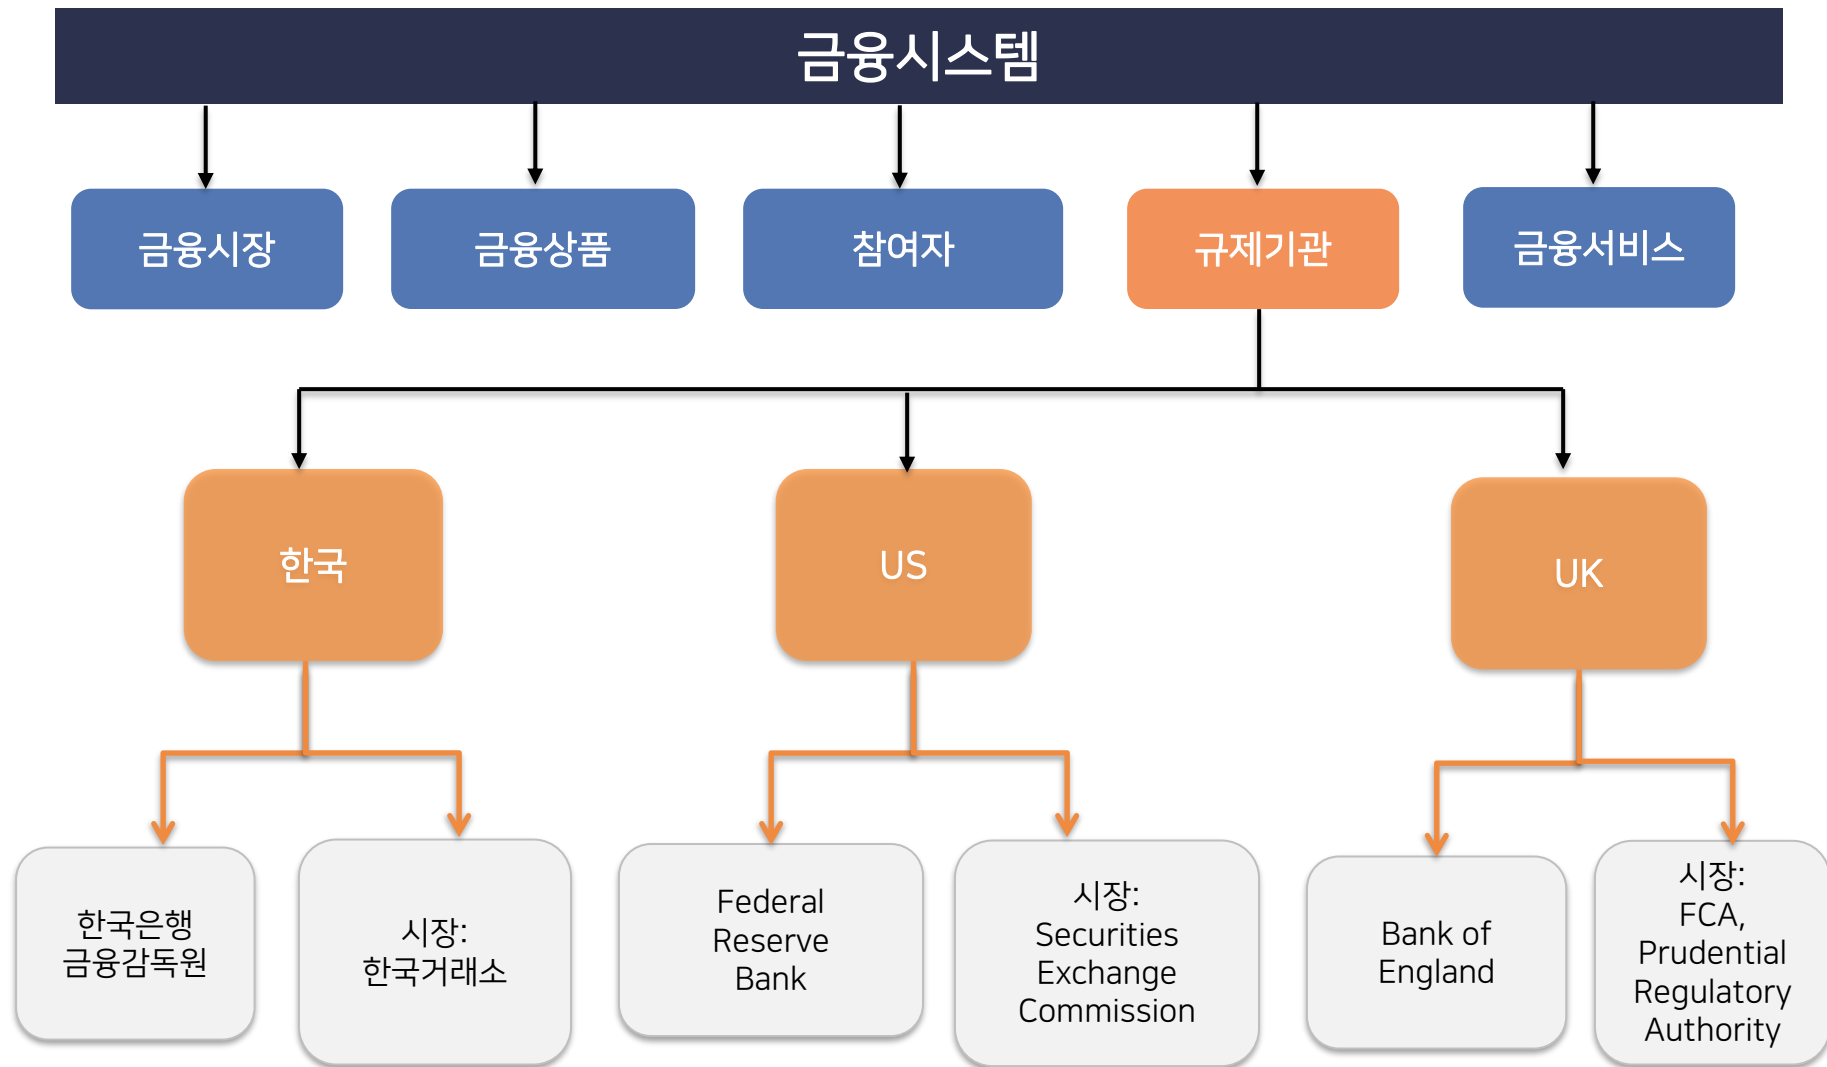 금융시스템
금융시장
금융상품
참여자
규제기관
금융서비스
한국
US
UK
한국은행
금융감독원
시장:
한국거래소
Federal
Reserve
Bank
시장:
Securities
Exchange
Commission
Bank of
England
시장:
FCA,
Prudential
Regulatory
Authority